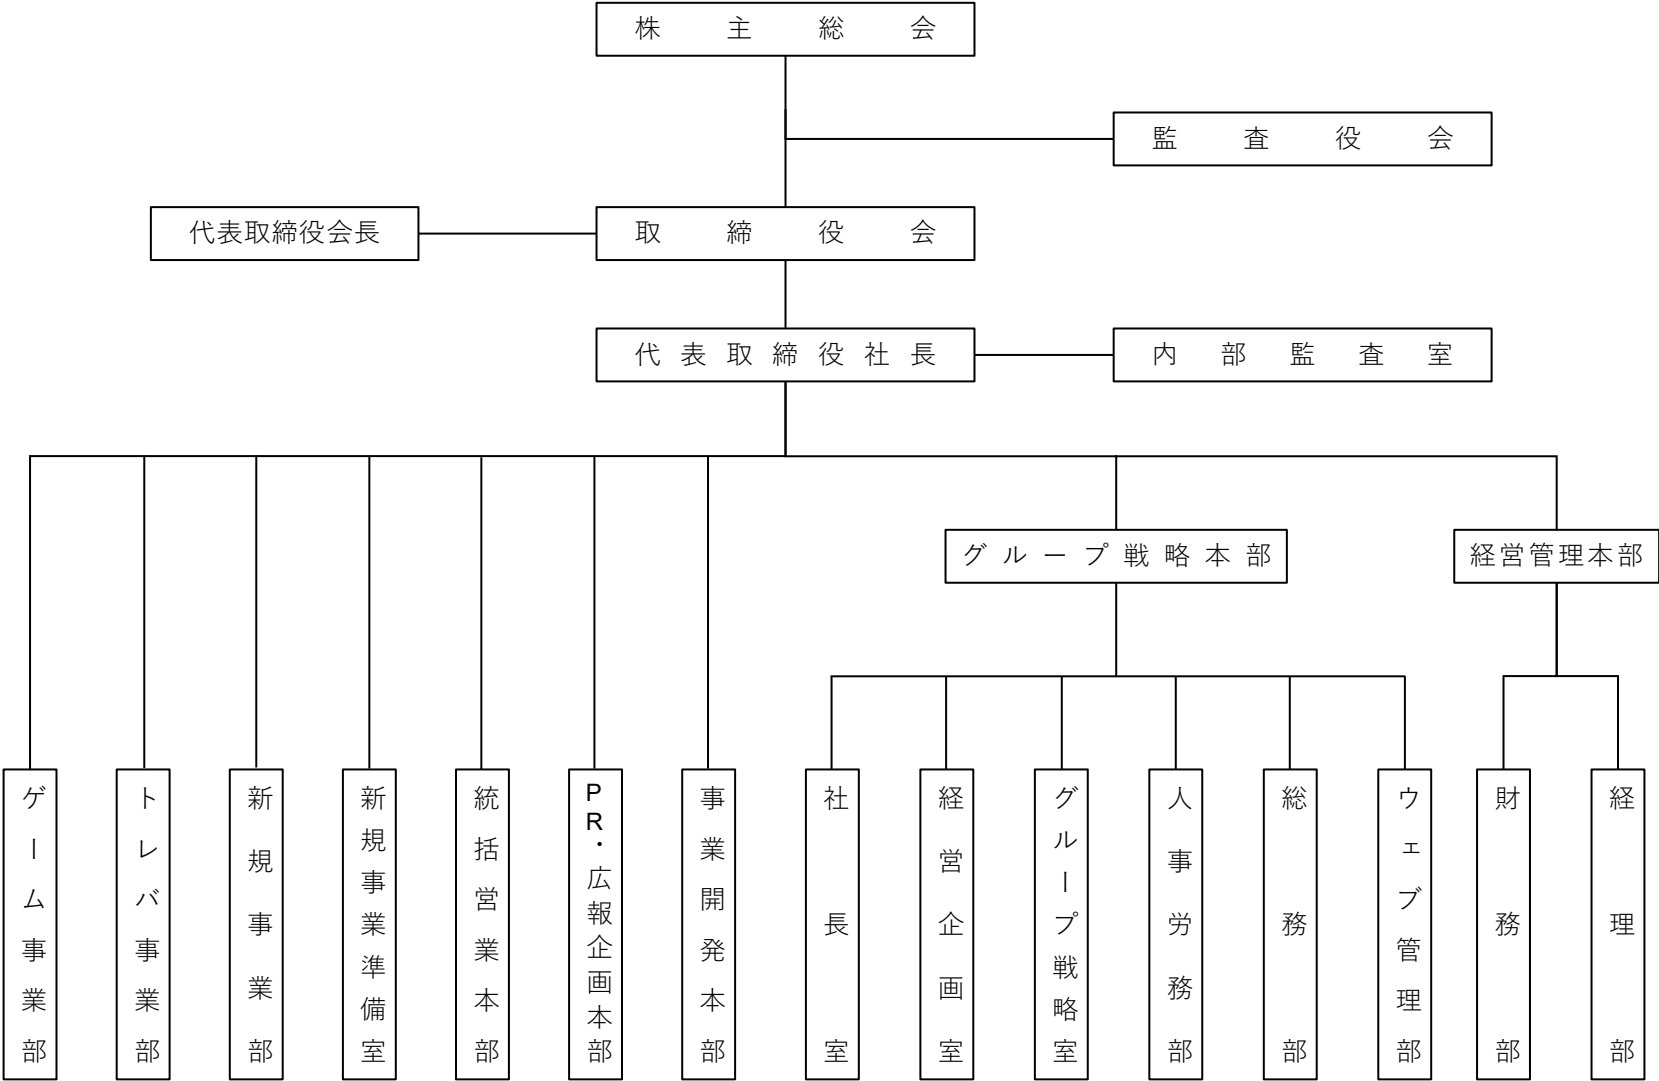 株主総会
監査役会
代表取締役会長
取締役会
代表取締役社長
内部監査室
グループ戦略本部
経営管理本部
ゲーム事業部
トレバ事業部
新規事業部
新規事業準備室
統括営業本部
PR・広報企画本部
事業開発本部
社長室
経営企画室
グループ戦略室
人事労務部
総務部
ウェブ管理部
財務部
経理部